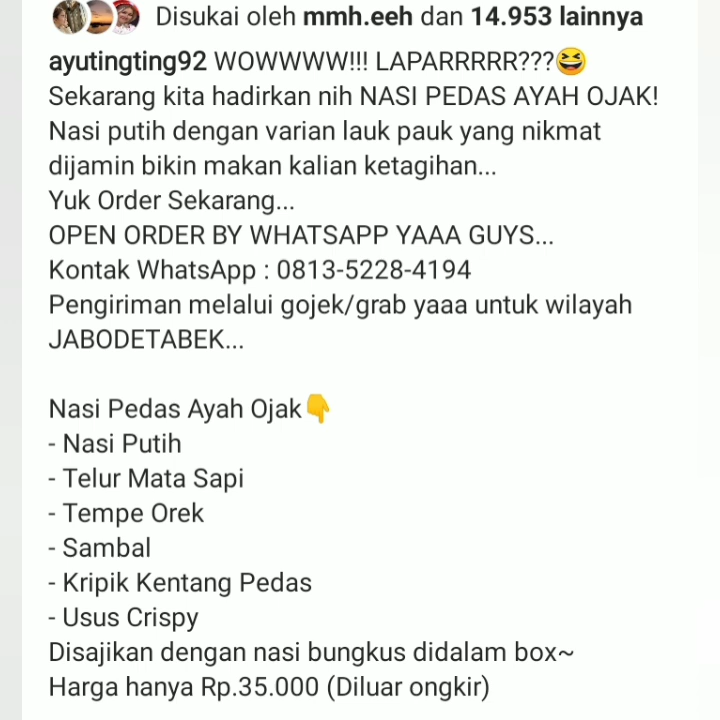 Disukai oleh mmh.eeh dan 14.953 lainnya
ayutingting92 WOWWWW!!! LAPARRRRR???😆
Sekarang kita hadirkan nih NASI PEDAS AYAH OJAK!
Nasi putih dengan varian lauk pauk yang nikmat
dijamin bikin makan kalian ketagihan...
Yuk Order Sekarang...
OPEN ORDER BY WHATSAPP YAAA GUYS...
Kontak WhatsApp : 0813-5228-4194
Pengiriman melalui gojek/grab yaaa untuk wilayah
JABODETABEK...
Nasi Pedas Ayah Ojak👇
- Nasi Putih
- Telur Mata Sapi
- Tempe Orek
- Sambal
- Kripik Kentang Pedas
- Usus Crispy
Disajikan dengan nasi bungkus didalam box~
Harga hanya Rp.35.000 (Diluar ongkir)